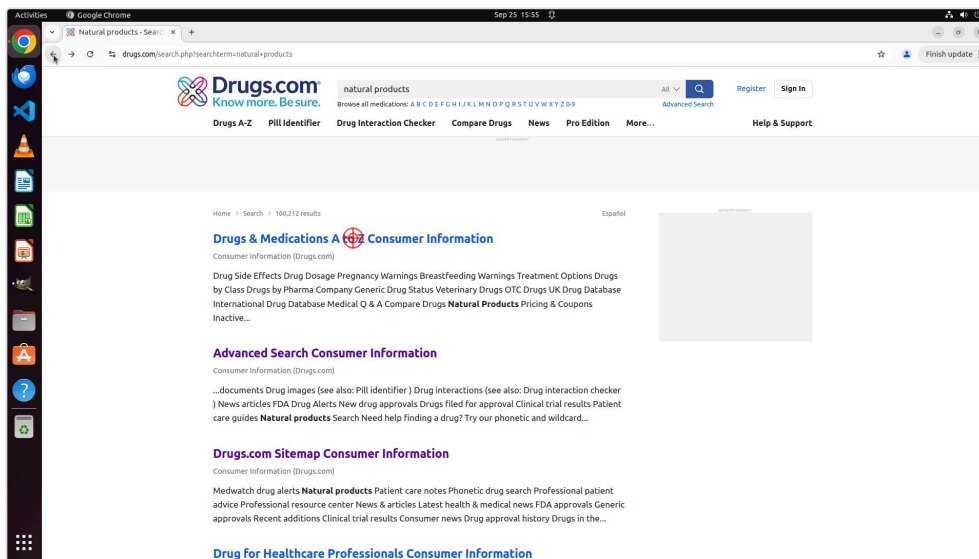 Activities
Google Chrome
Sep 25 15:55
Natural products - Searc
drugs.com/search.php?searchterm=natural+products
Finish update
Drugs.com
Know more. Be sure.
natural products
All
Browse all medications: A B C D E F G H I J K L M N O P Q R S T U V W X Y Z 0-9
Advanced Search
Register
Sign In
Drugs A-Z Pill Identifier Drug Interaction Checker Compare Drugs News Pro Edition More... Help & Support
ADVERTISEMENT
Home > Search > 100,212 results
Español
ADVERTISEMENT
Drugs & Medications A to Z Consumer Information
Consumer Information (Drugs.com)
Drug Side Effects Drug Dosage Pregnancy Warnings Breastfeeding Warnings Treatment Options Drugs
by Class Drugs by Pharma Company Generic Drug Status Veterinary Drugs OTC Drugs UK Drug Database
International Drug Database Medical Q & A Compare Drugs Natural Products Pricing & Coupons
Inactive...
Advanced Search Consumer Information
Consumer Information (Drugs.com)
...documents Drug images (see also: Pill identifier ) Drug interactions (see also: Drug interaction checker
) News articles FDA Drug Alerts New drug approvals Drugs filed for approval Clinical trial results Patient
care guides Natural products Search Need help finding a drug? Try our phonetic and wildcard...
Drugs.com Sitemap Consumer Information
Consumer Information (Drugs.com)
Medwatch drug alerts Natural products Patient care notes Phonetic drug search Professional patient
advice Professional resource center News & articles Latest health & medical news FDA approvals Generic
approvals Recent additions Clinical trial results Consumer news Drug approval history Drugs in the...
Drug for Healthcare Professionals Consumer Information